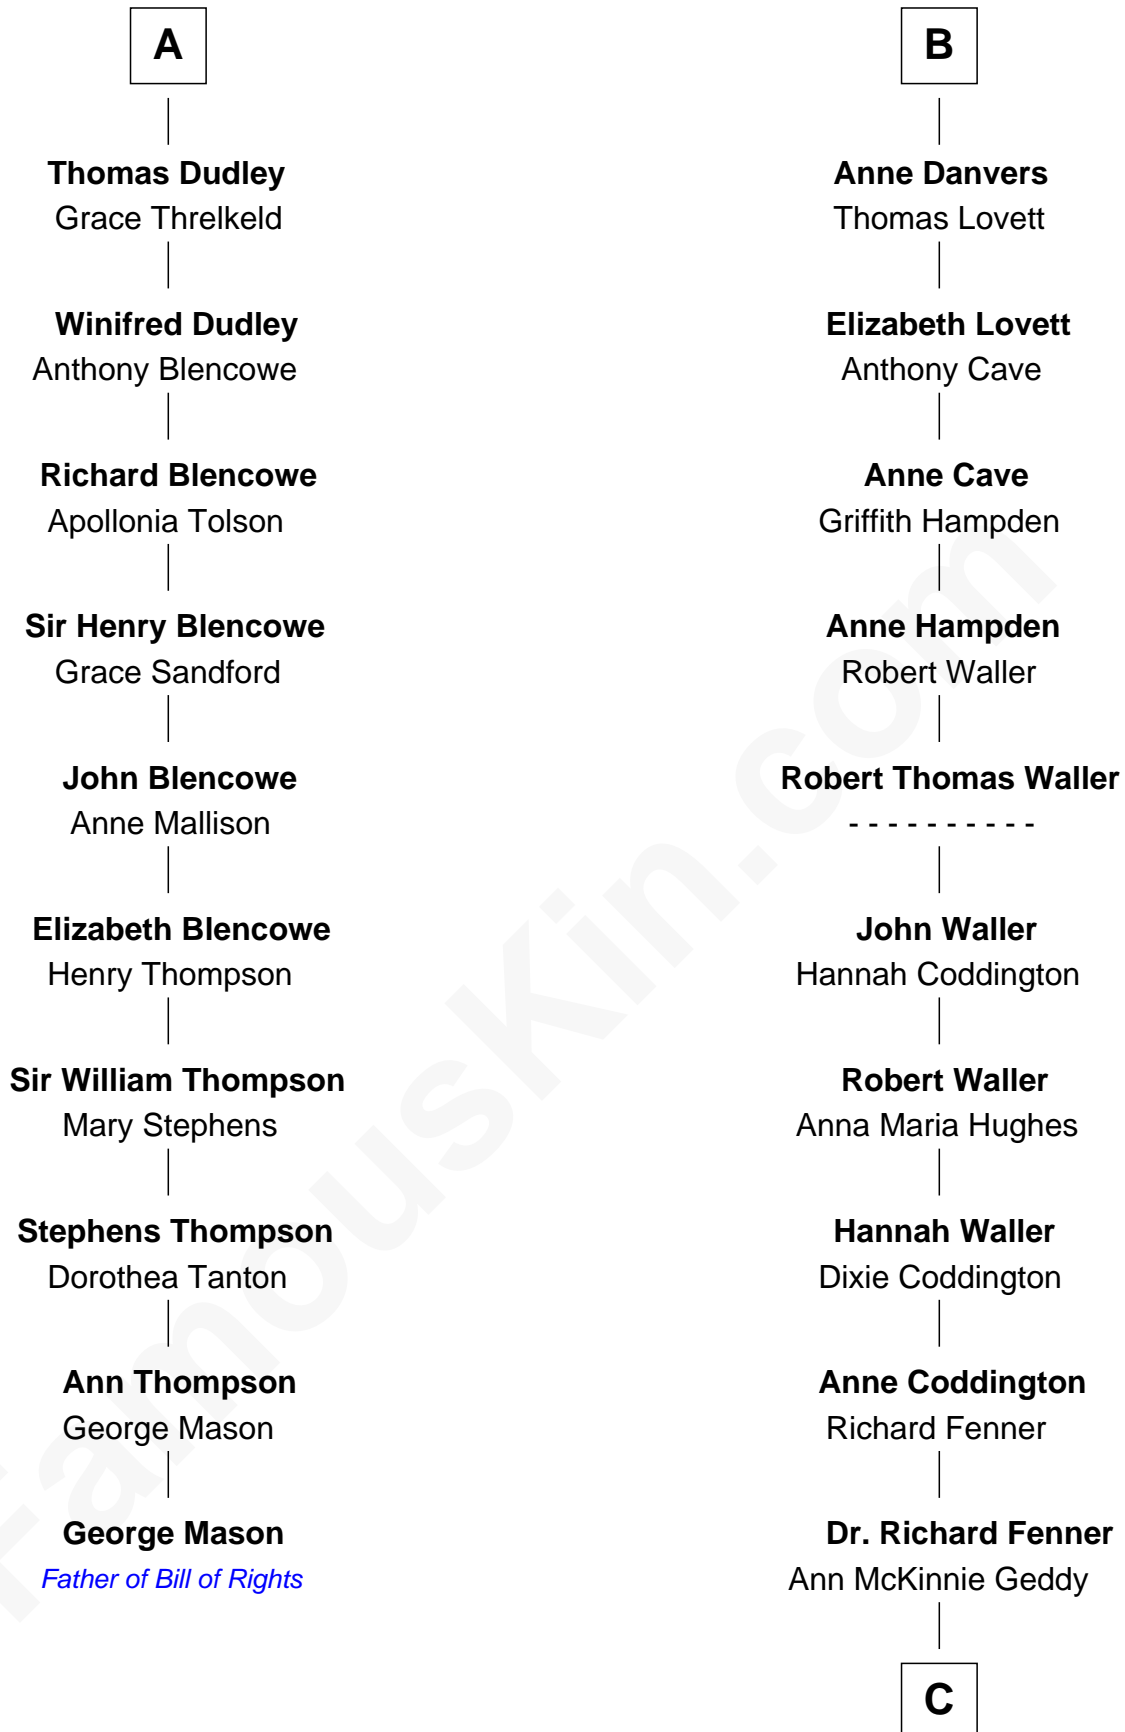 A
Thomas Dudley
Grace Threlkeld
Winifred Dudley
Anthony Blencowe
Richard Blencowe
Apollonia Tolson
Sir Henry Blencowe
Grace Sandford
John Blencowe
Anne Mallison
Elizabeth Blencowe
Henry Thompson
Sir William Thompson
Mary Stephens
Stephens Thompson
Dorothea Tanton
Ann Thompson
George Mason
George Mason
Father of Bill of Rights
B
Anne Danvers
Thomas Lovett
Elizabeth Lovett
Anthony Cave
Anne Cave
Griffith Hampden
Anne Hampden
Robert Waller
Robert Thomas Waller
- - - - - - - - - -
John Waller
Hannah Coddington
Robert Waller
Anna Maria Hughes
Hannah Waller
Dixie Coddington
Anne Coddington
Richard Fenner
Dr. Richard Fenner
Ann McKinnie Geddy
C
FamousKin.com